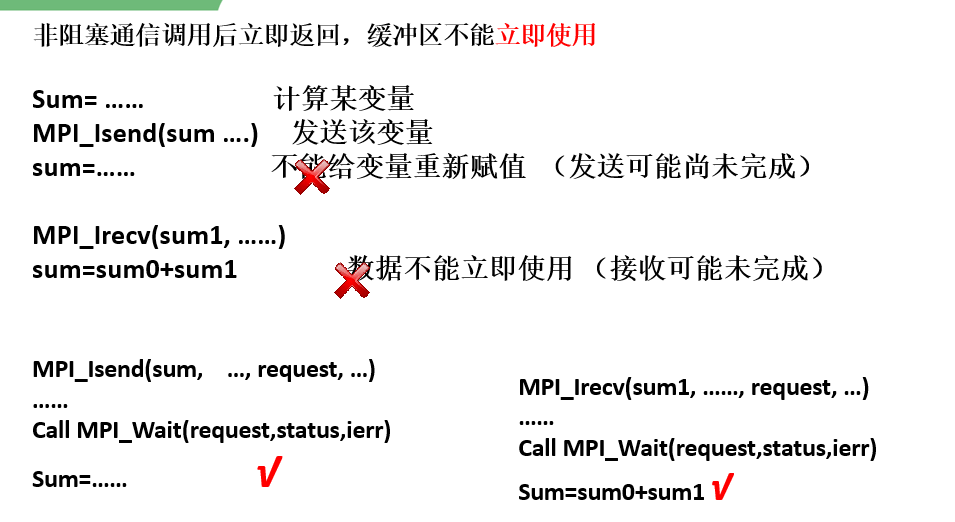 非阻塞通信调用后立即返回，缓冲区不能立即使用
Sum= …… 计算某变量
MPI_Isend(sum ….) 发送该变量
sum=…… 不能给变量重新赋值 （发送可能尚未完成）
MPI_Irecv(sum1, ……)
sum=sum0+sum1 数据不能立即使用 （接收可能未完成）
MPI_Isend(sum, …, request, …)
……
Call MPI_Wait(request,status,ierr)
Sum=…… √
MPI_Irecv(sum1, ……, request, …)
……
Call MPI_Wait(request,status,ierr)
Sum=sum0+sum1 √